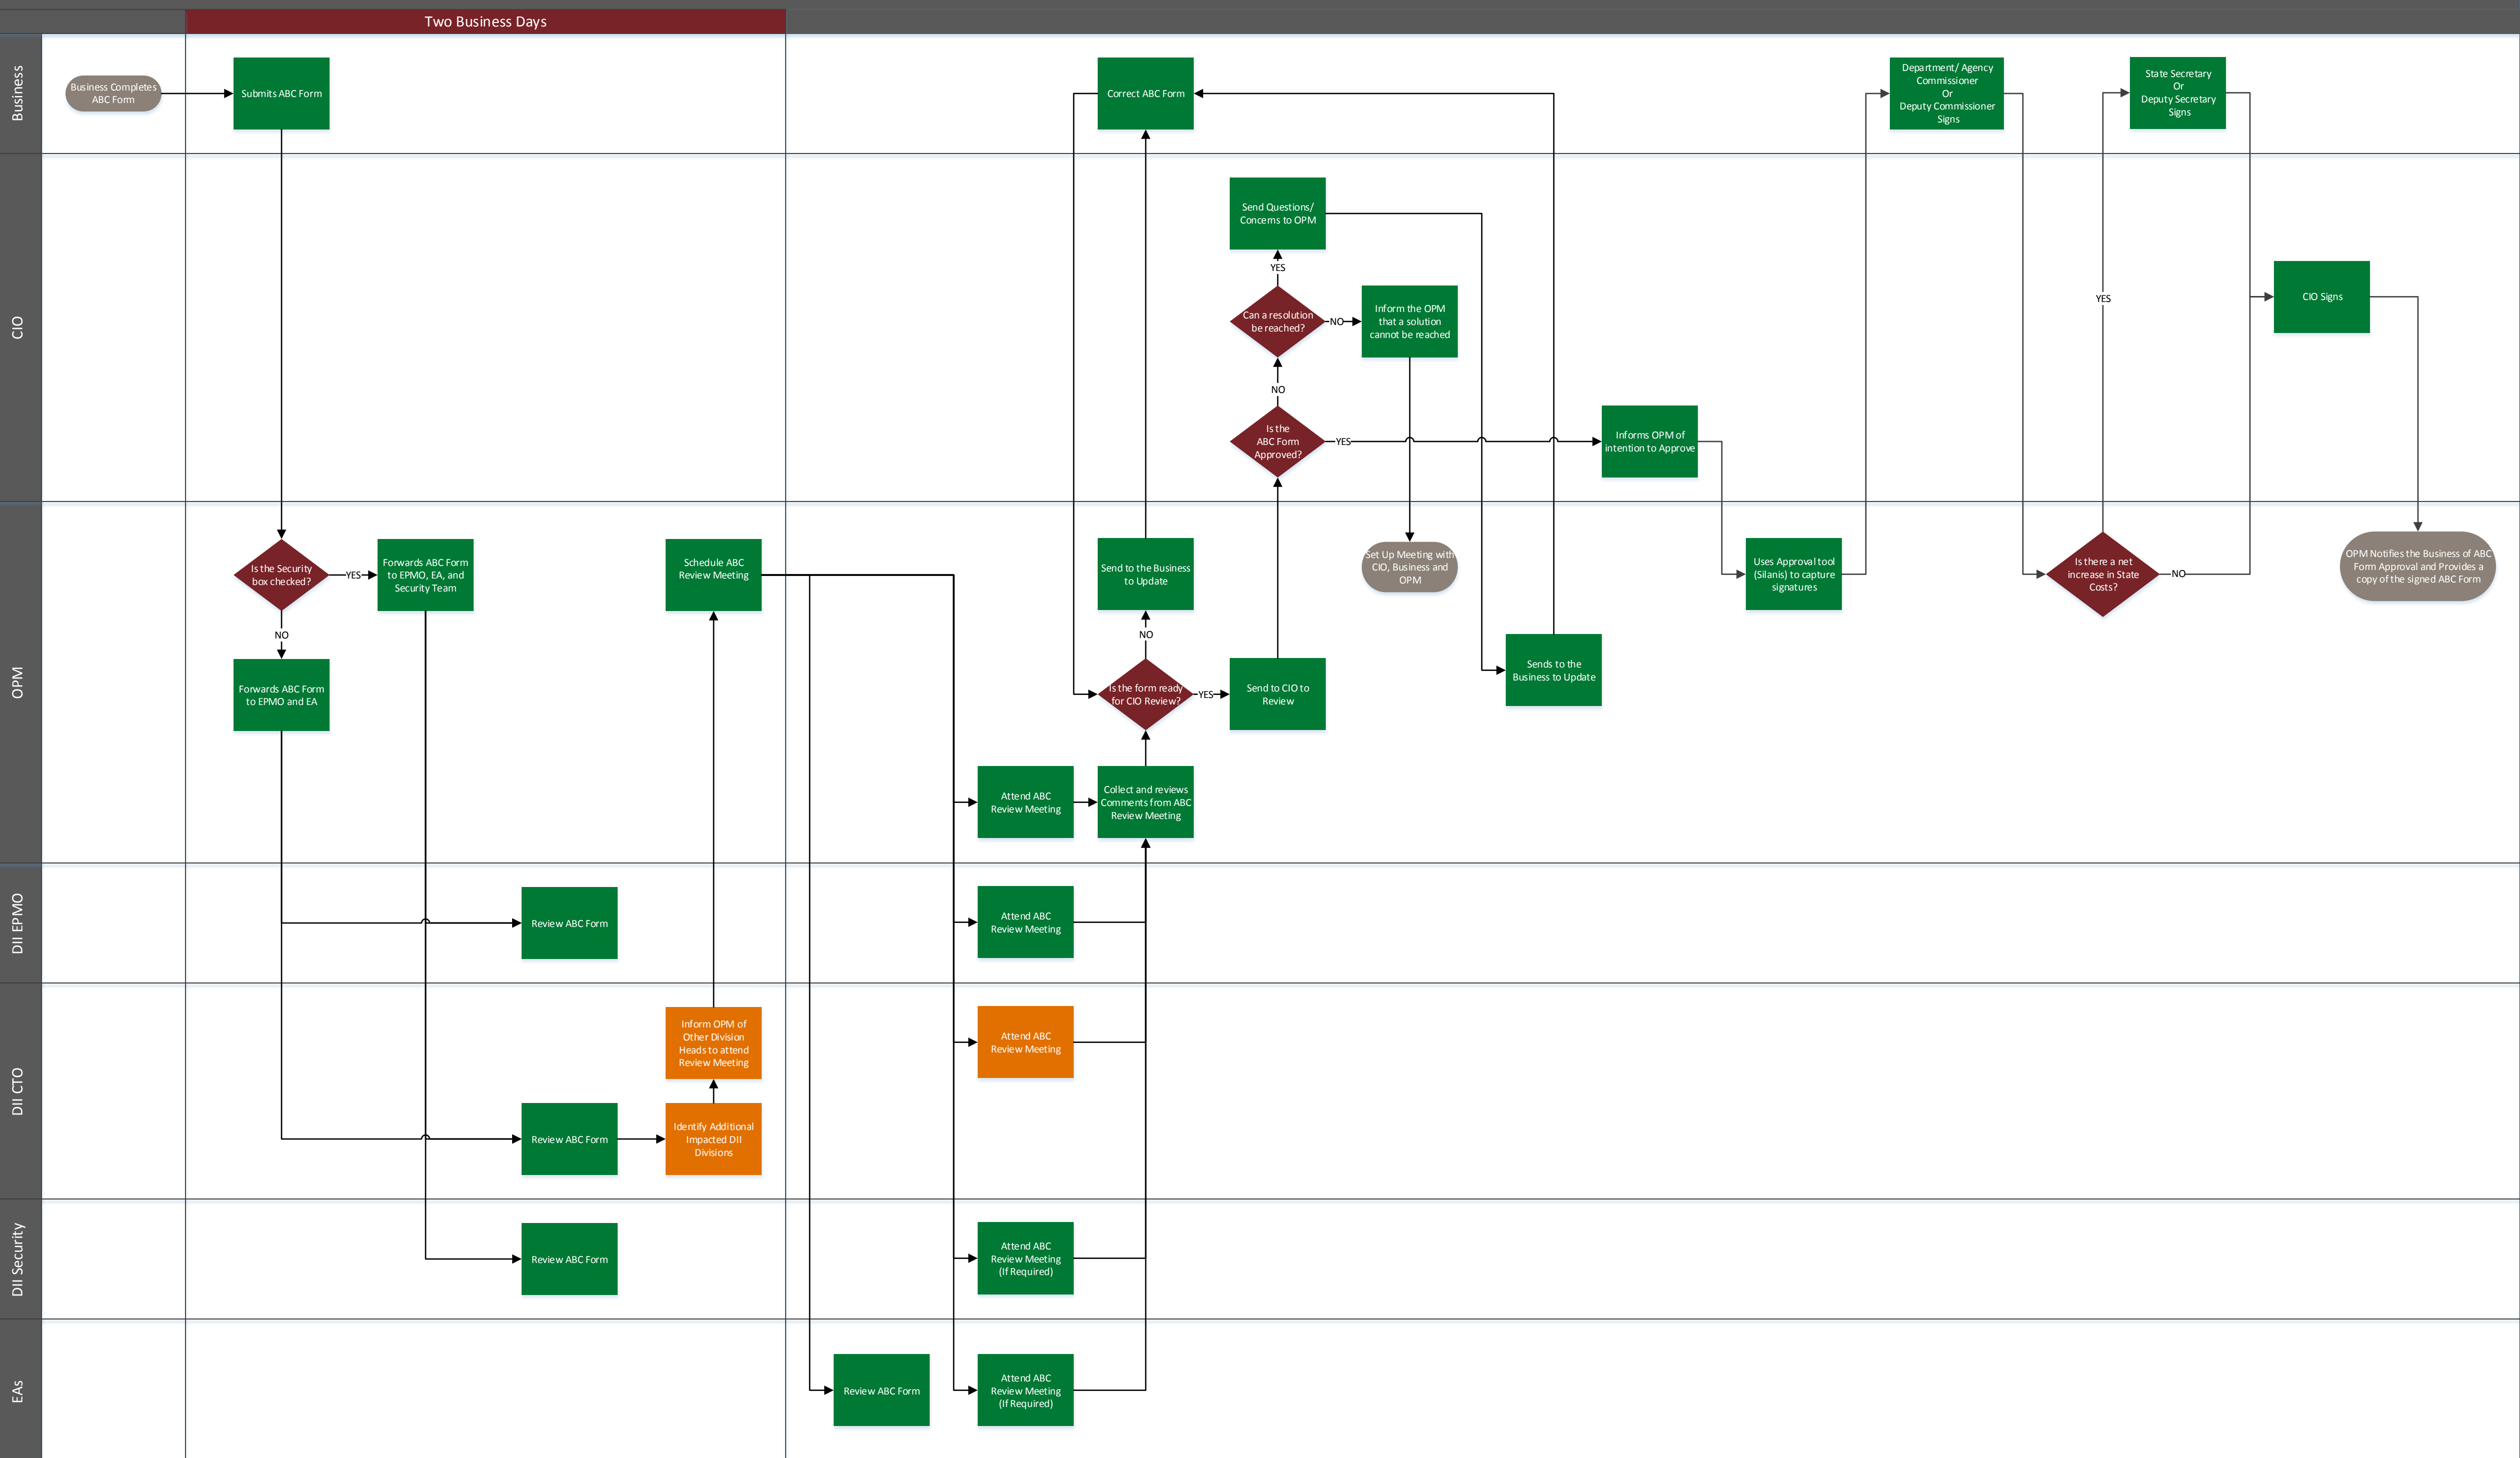 Two Business Days
Business
Business Completes
ABC Form
Submits ABC Form
Correct ABC Form
Department/ Agency
Commissioner
Or
Deputy Commissioner
Signs
State Secretary
Or
Deputy Secretary
Signs
CIO
Send Questions/
Concerns to OPM
YES
Can a resolution
be reached?
NO
Inform the OPM
that a solution
cannot be reached
NO
Is the
ABC Form
Approved?
YES
Informs OPM of
intention to Approve
YES
CIO Signs
OPM
Is the Security
box checked?
YES
Forwards ABC Form
to EPMO, EA, and
Security Team
NO
Forwards ABC Form
to EPMO and EA
Schedule ABC
Review Meeting
Send to the Business
to Update
NO
Is the form ready
for CIO Review?
YES
Send to CIO to
Review
Attend ABC
Review Meeting
Collect and reviews
Comments from ABC
Review Meeting
Set Up Meeting with
CIO, Business and
OPM
Sends to the
Business to Update
Uses Approval tool
(Silanis) to capture
signatures
Is there a net
increase in State
Costs?
NO
OPM Notifies the Business of ABC
Form Approval and Provides a
copy of the signed ABC Form
DII EPMO
Review ABC Form
Attend ABC
Review Meeting
DII CTO
Inform OPM of
Other Division
Heads to attend
Review Meeting
Attend ABC
Review Meeting
Review ABC Form
Identify Additional
Impacted DII
Divisions
DII Security
Review ABC Form
Attend ABC
Review Meeting
(If Required)
EAs
Review ABC Form
Attend ABC
Review Meeting
(If Required)